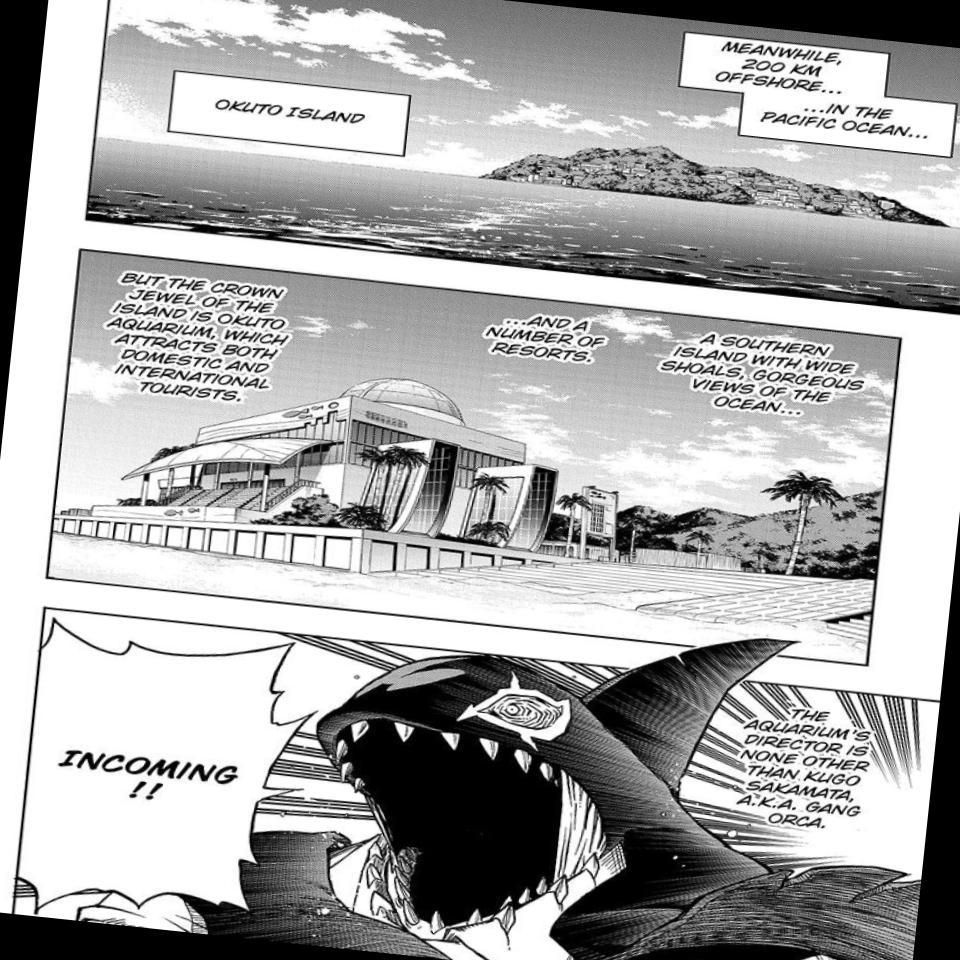 MEANWHILE,
200 KM
OFFSHORE...
...IN THE
PACIFIC OCEAN...
OKUTO ISLAND
A SOUTHERN
ISLAND WITH WIDE
SHOALS, GORGEOUS
VIEWS OF THE
OCEAN...
...AND A
NUMBER OF
RESORTS.
BUT THE CROWN
JEWEL OF THE
ISLAND IS OKUTO
AQUARIUM, WHICH
ATTRACTS BOTH
DOMESTIC AND
INTERNATIONAL
TOURISTS.
THE
AQUARIUM'S
DIRECTOR IS
NONE OTHER
THAN KUGO
SAKAMATA,
A.K.A. GANG
ORCA.
INCOMING
!!